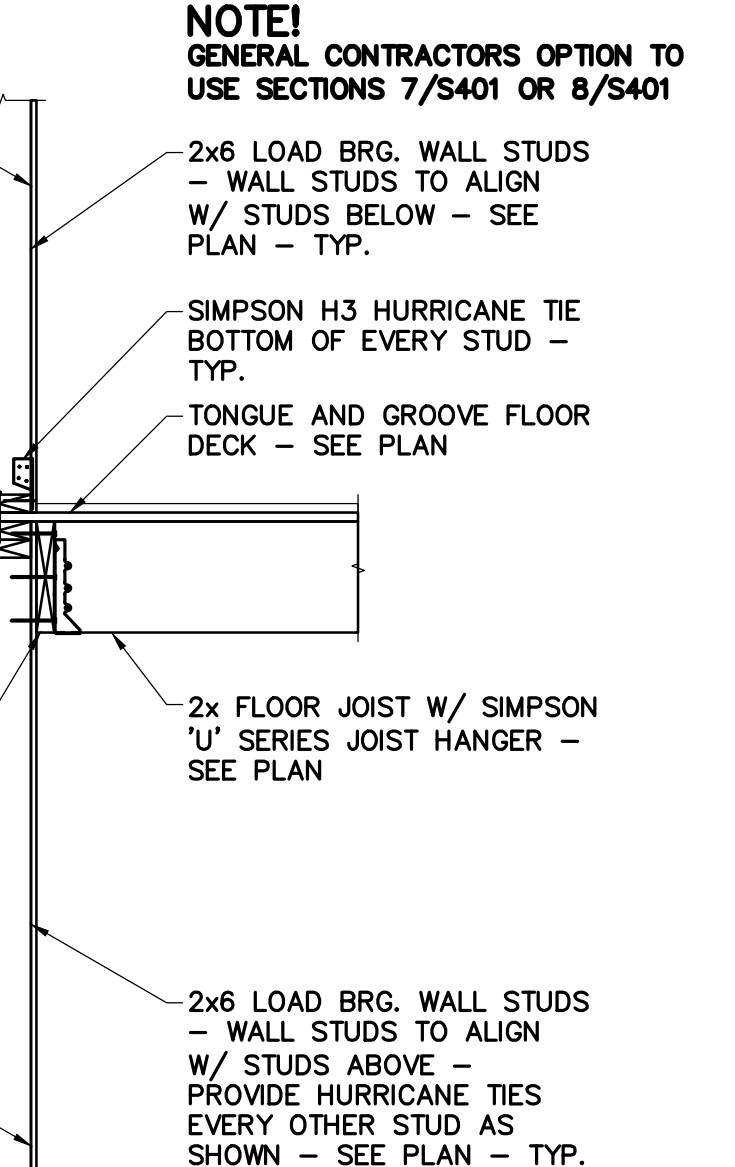 NOTE!
GENERAL CONTRACTORS OPTION TO
USE SECTIONS 7/S401 OR 8/S401
2x6 LOAD BRG. WALL STUDS
– WALL STUDS TO ALIGN
W/ STUDS BELOW – SEE
PLAN – TYP.
SIMPSON H3 HURRICANE TIE
BOTTOM OF EVERY STUD –
TYP.
TONGUE AND GROOVE FLOOR
DECK – SEE PLAN
2x FLOOR JOIST W/ SIMPSON
'U' SERIES JOIST HANGER –
SEE PLAN
2x6 LOAD BRG. WALL STUDS
– WALL STUDS TO ALIGN
W/ STUDS ABOVE –
PROVIDE HURRICANE TIES
EVERY OTHER STUD AS
SHOWN – SEE PLAN – TYP.